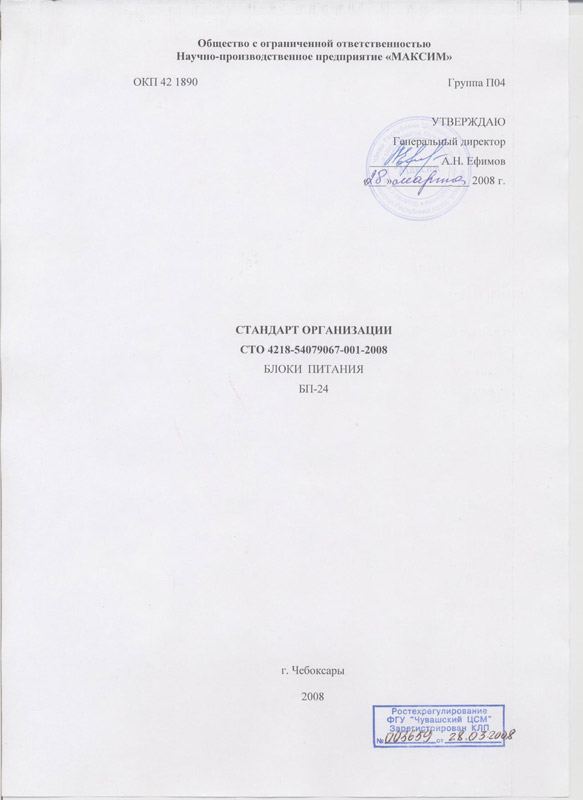 Общество с ограниченной ответственностью
Научно-производственное предприятие «МАКСИМ»
ОКП 42 1890 Группа П04
УТВЕРЖДАЮ
Генеральный директор
А.Н. Ефимов
«28» марта 2008 г.
СТАНДАРТ ОРГАНИЗАЦИИ
СТО 4218-54079067-001-2008
БЛОКИ ПИТАНИЯ
БП-24
г. Чебоксары
2008
Ростехрегулирование
ФГУ "Чувашский ЦСМ"
Зарегистрирован КЛП
№ 003659 от 28.03.2008